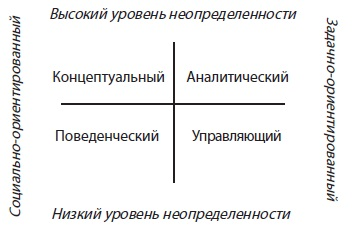 Высокий уровень неопределенности
Социально-ориентированный
Задачно-ориентированный
Концептуальный
Аналитический
Поведенческий
Управляющий
Низкий уровень неопределенности